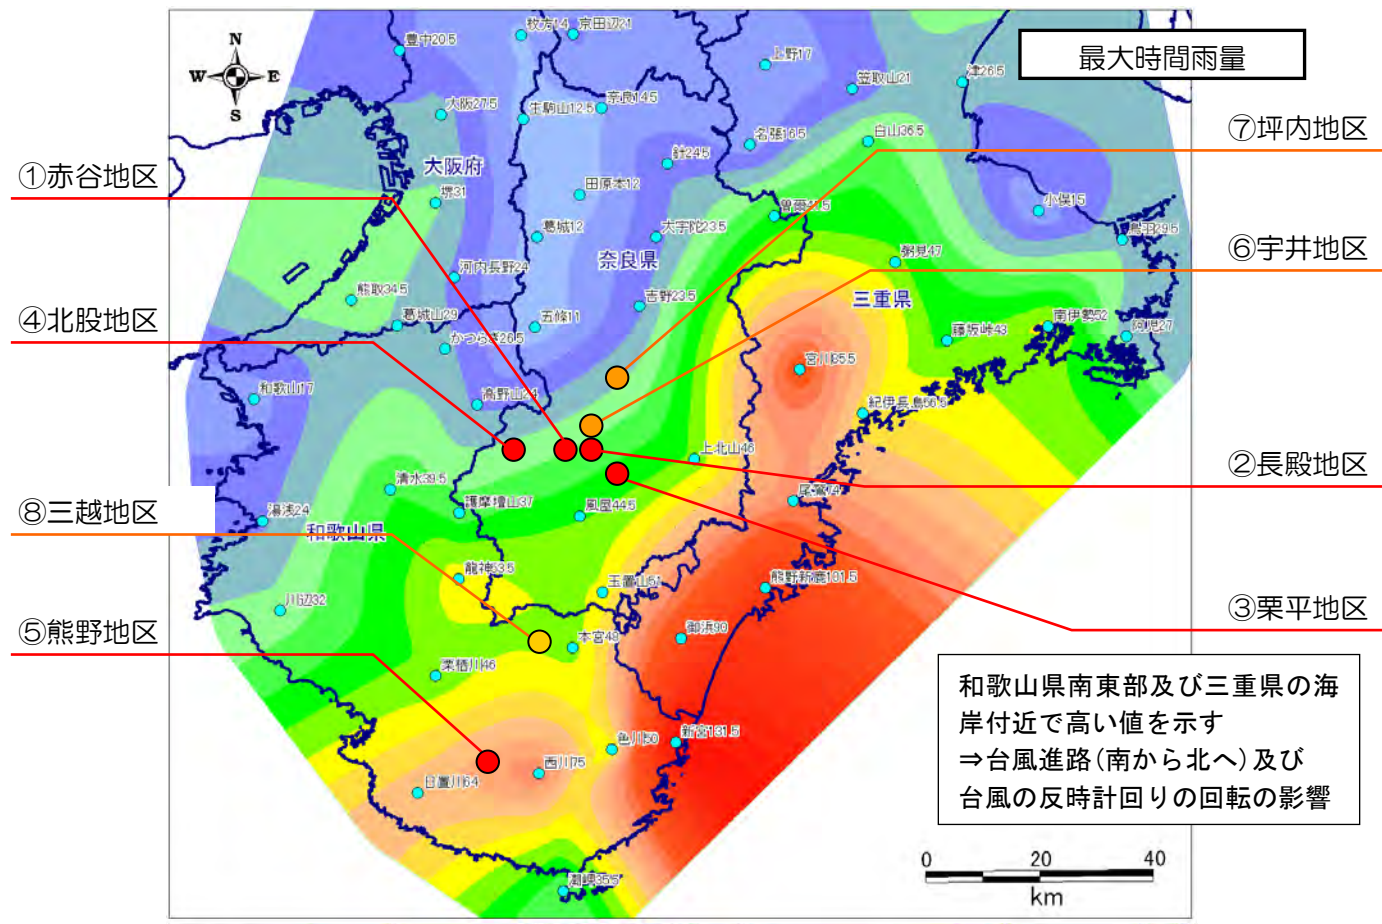 最大時間雨量
N
W
E
S
豊中20.5
枚方14
京田辺21
上野17
笠取山21
津26.5
大阪27.5
生駒山12.5
奈良14.5
名張16.5
白山36.5
⑦坪内地区
①赤谷地区
大阪府
針24.5
堺31
田原本12
小俣15
葛城12
大宇陀23.5
鳥羽29.5
⑥宇井地区
奈良県
粥見47
河内長野24
熊取34.5
吉野23.5
三重県
④北股地区
葛城山29
五條11
南伊勢52
阿児27
かつらぎ26.5
藤坂峠43
宮川85.5
和歌山17
高野山24
紀伊長島56.5
上北山46
②長殿地区
清水39.5
護摩壇山37
風屋44.5
尾鷲74
⑧三越地区
湯浅24
和歌山県
龍神53.5
玉置山51
熊野新鹿101.5
川辺32
③栗平地区
⑤熊野地区
本宮48
御浜90
栗栖川46
和歌山県南東部及び三重県の海
岸付近で高い値を示す
⇒台風進路(南から北へ)及び
台風の反時計回りの回転の影響
新宮131.5
色川50
西川75
日置川64
潮岬35.5
0 20 40
km